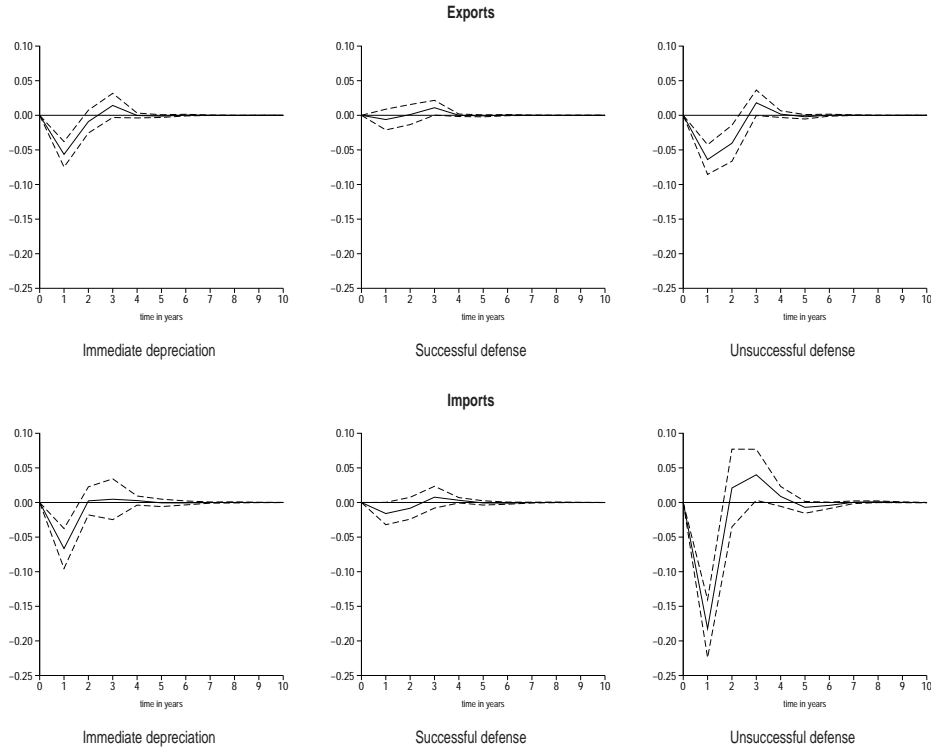 Exports
0.10 0.10 0.10
0.05 0.05 0.05
0.00 0.00 0.00
−0.05 −0.05 −0.05
−0.10 −0.10 −0.10
−0.15 −0.15 −0.15
−0.20 −0.20 −0.20
−0.25 −0.25 −0.25
0 1 2 3 4 5 6 7 8 9 10 0 1 2 3 4 5 6 7 8 9 10 0 1 2 3 4 5 6 7 8 9 10
time in years time in years time in years
Immediate depreciation Successful defense Unsuccessful defense
Imports
0.10 0.10 0.10
0.05 0.05 0.05
0.00 0.00 0.00
−0.05 −0.05 −0.05
−0.10 −0.10 −0.10
−0.15 −0.15 −0.15
−0.20 −0.20 −0.20
−0.25 −0.25 −0.25
0 1 2 3 4 5 6 7 8 9 10 0 1 2 3 4 5 6 7 8 9 10 0 1 2 3 4 5 6 7 8 9 10
time in years time in years time in years
Immediate depreciation Successful defense Unsuccessful defense